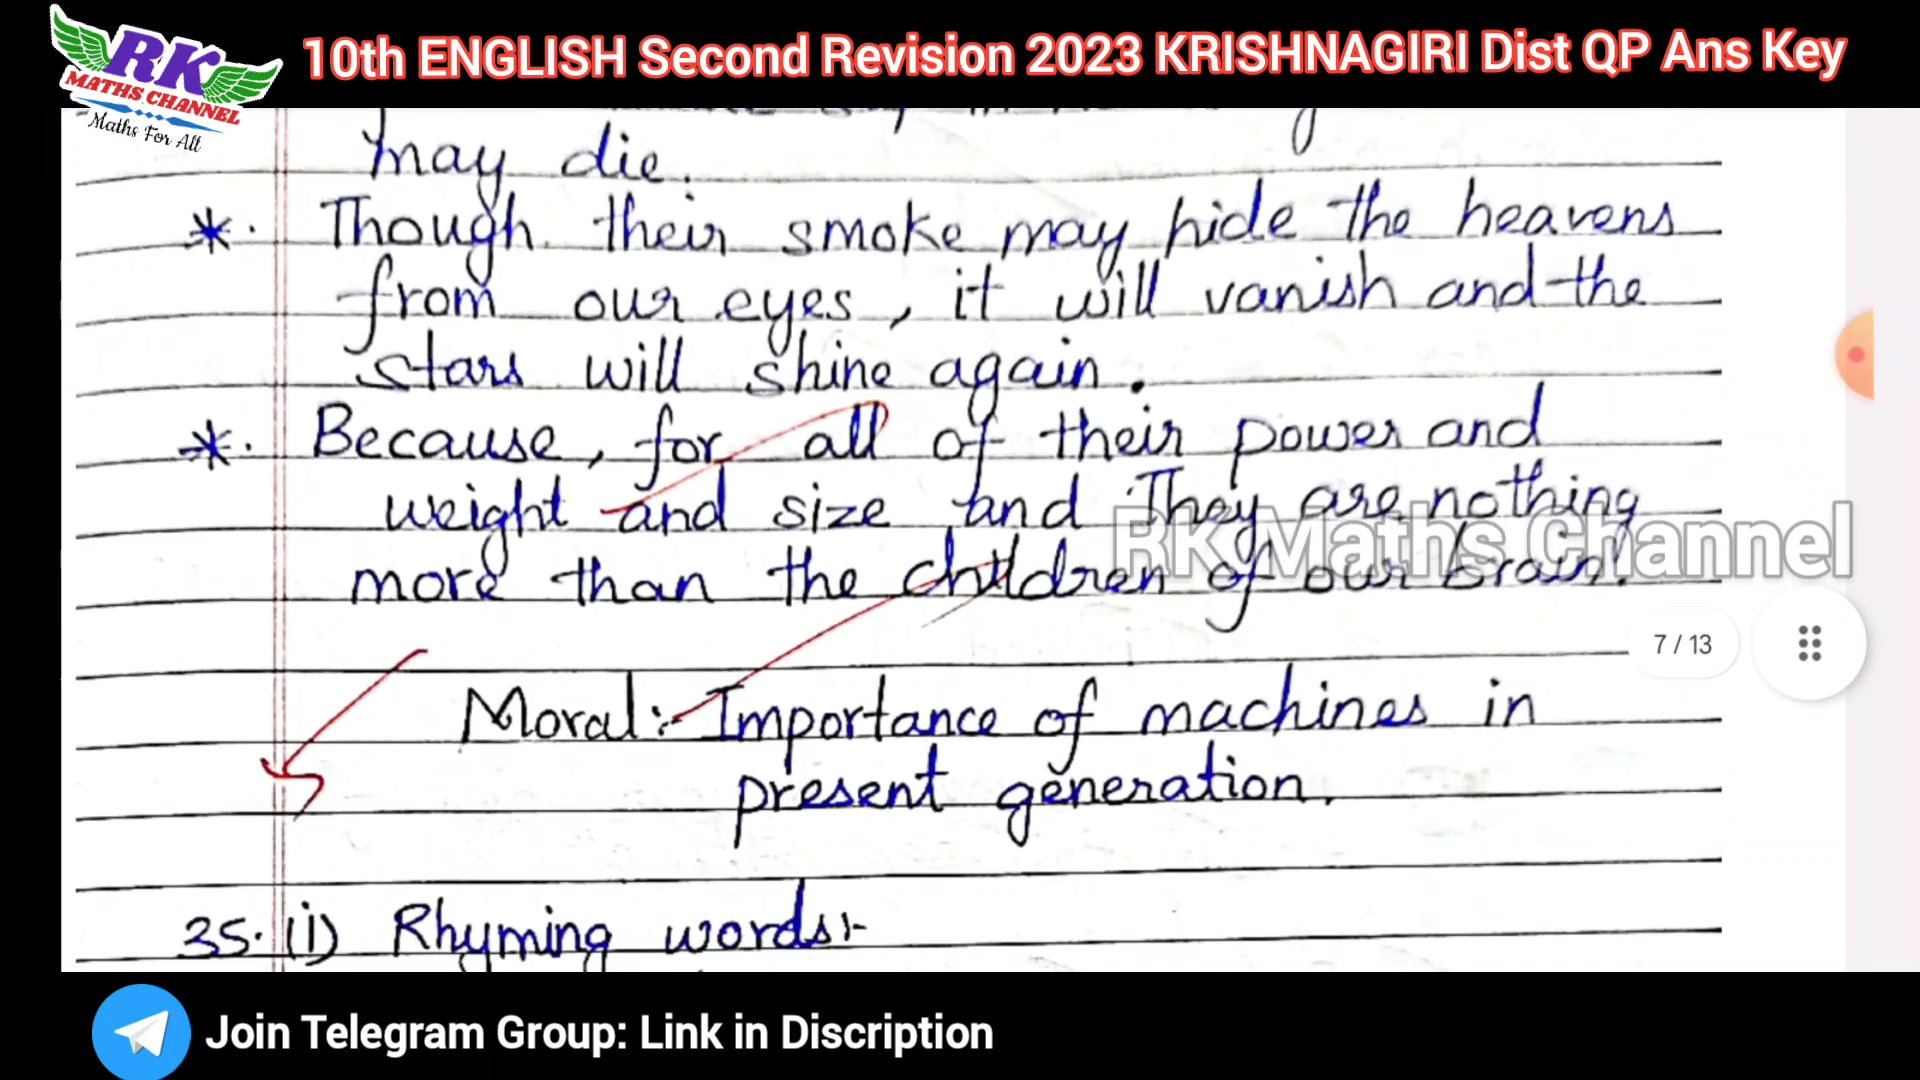 RK
MATHS CHANNEL
Maths For All
10th ENGLISH Second Revision 2023 KRISHNAGIRI Dist QP Ans Key
may die.
*. Though their smoke may hide the heavens
from our eyes, it will vanish and the
stars will shine again.
*. Because, for all of their power and
weight and size and They are nothing
more than the children of our brain!
RK Maths Channel
7 / 13
Moral:- Importance of machines in
present generation.
35. (i) Rhyming words:-
Join Telegram Group: Link in Discription